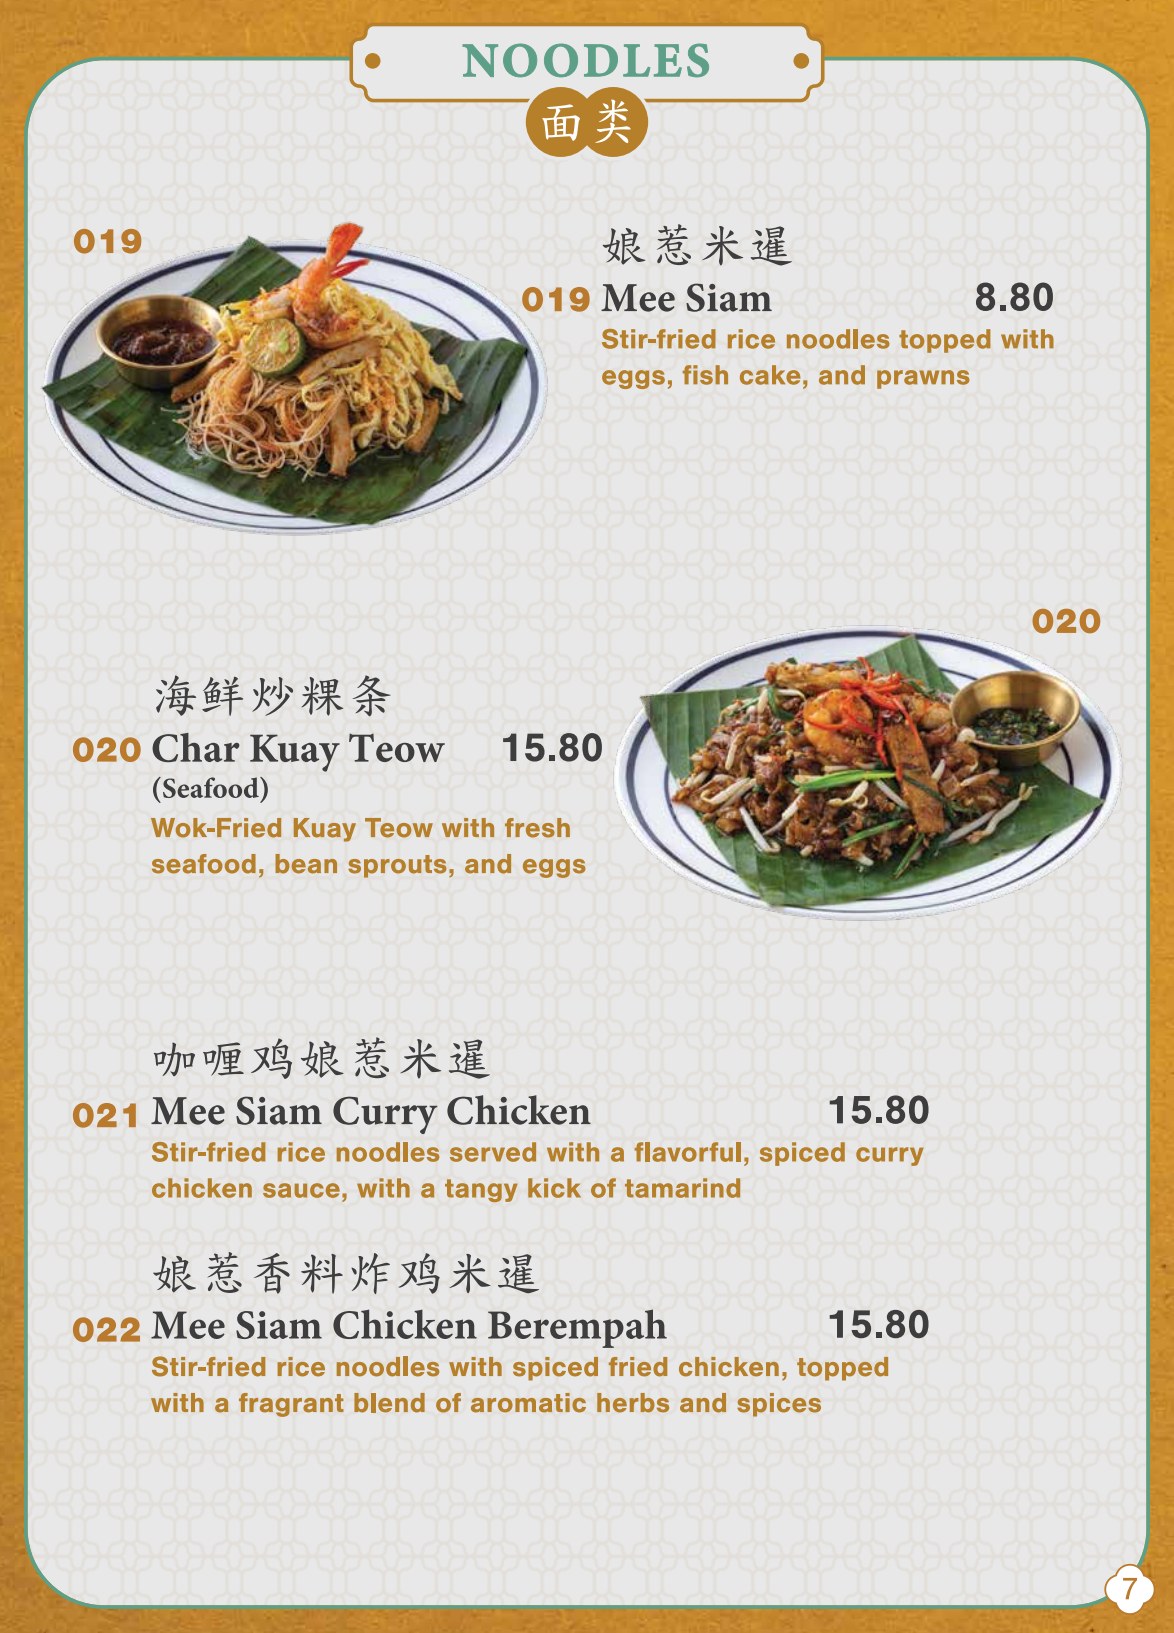 NOODLES
面类
019
娘惹米暹
019 Mee Siam 8.80
Stir-fried rice noodles topped with
eggs, fish cake, and prawns
020
海鲜炒粿条
020 Char Kuay Teow 15.80
(Seafood)
Wok-Fried Kuay Teow with fresh
seafood, bean sprouts, and eggs
咖喱鸡娘惹米暹
021 Mee Siam Curry Chicken 15.80
Stir-fried rice noodles served with a flavorful, spiced curry
chicken sauce, with a tangy kick of tamarind
娘惹香料炸鸡米暹
022 Mee Siam Chicken Berempah 15.80
Stir-fried rice noodles with spiced fried chicken, topped
with a fragrant blend of aromatic herbs and spices
7